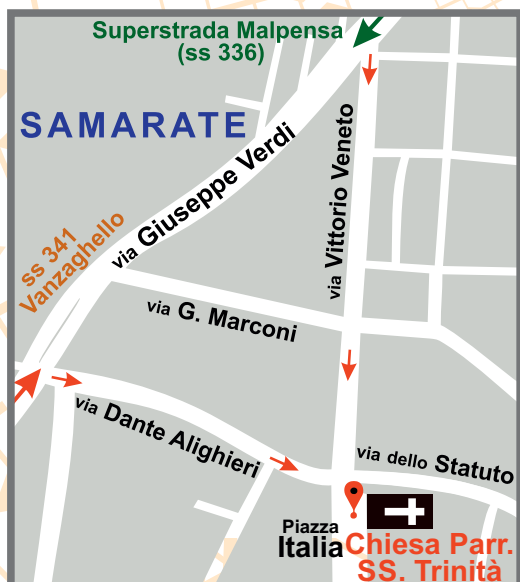 Superstrada Malpensa
(ss 336)
SAMARATE
via Giuseppe Verdi
via Vittorio Veneto
ss 341
Vanzaghello
via G. Marconi
via Dante Alighieri
via dello Statuto
Piazza
Italia
Chiesa Parr.
SS. Trinità